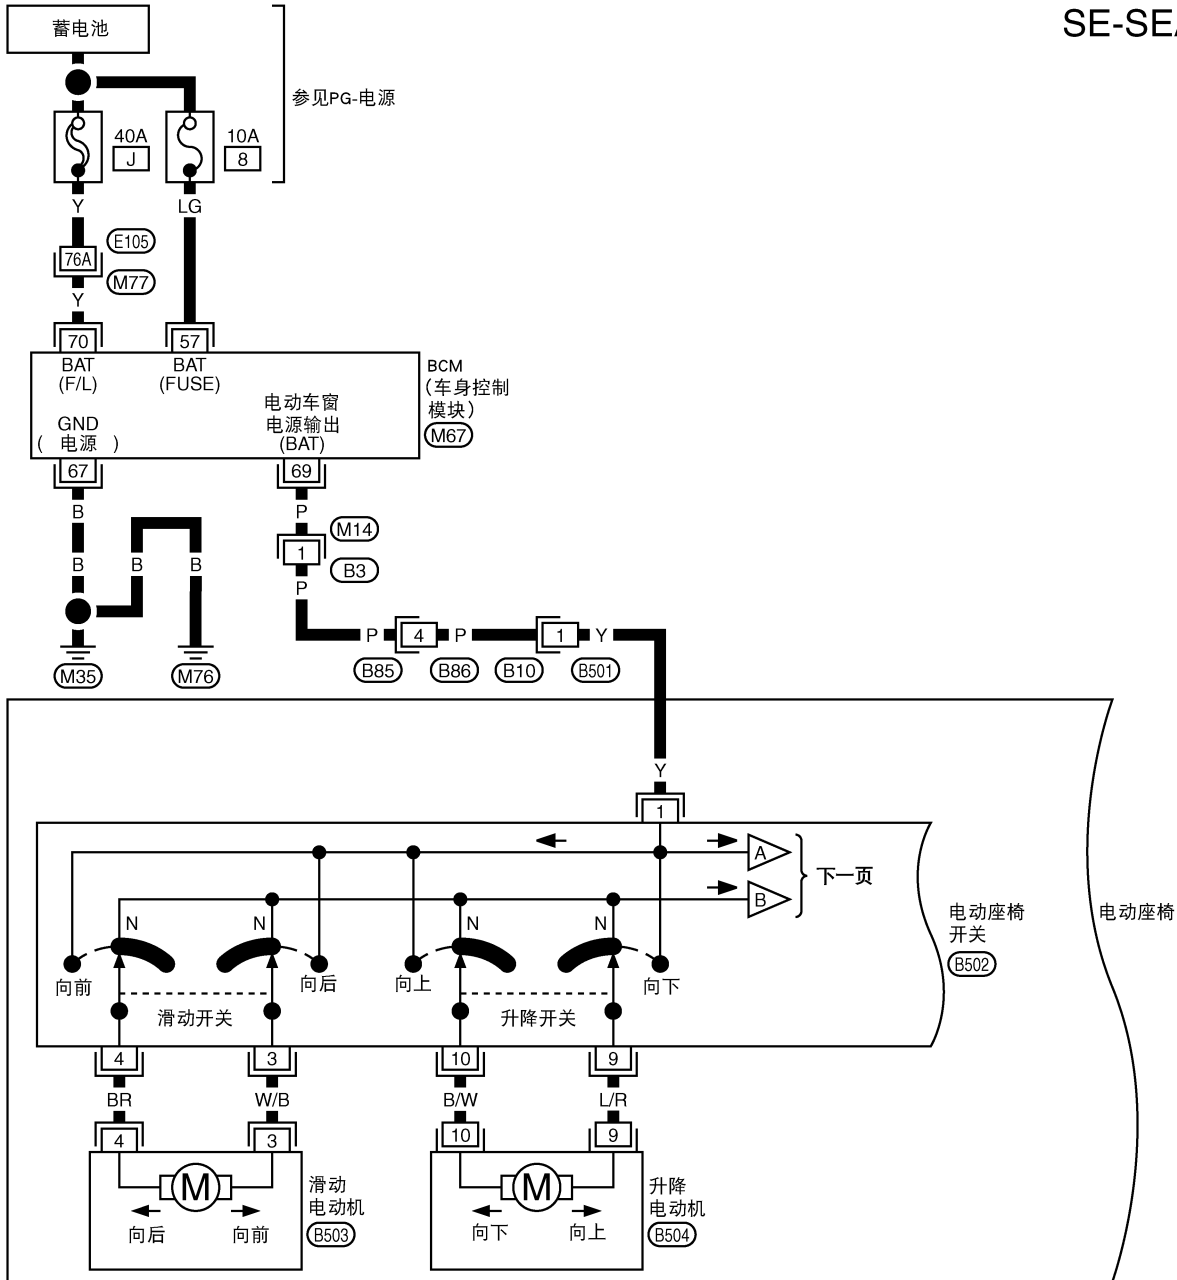 SE-SEA
蓄电池
参见PG-电源
40A
J
10A
8
Y
LG
E105
76A
M77
Y
70
57
BAT
(F/L)
BAT
(FUSE)
BCM
(车身控制
模块)
M67
电动车窗
电源输出
(BAT)
GND
( 电源 )
67
69
B
P
M14
1
B3
B
B
B
P
P
4
P
1
Y
B85
B86
B10
B501
M35
M76
Y
1
A
B
下一页
N
N
N
N
向前
向后
向上
向下
滑动开关
升降开关
电动座椅
开关
B502
电动座椅
4
3
10
9
BR
W/B
B/W
L/R
4
3
10
9
M
M
向后
向前
向下
向上
滑动
电动机
B503
升降
电动机
B504